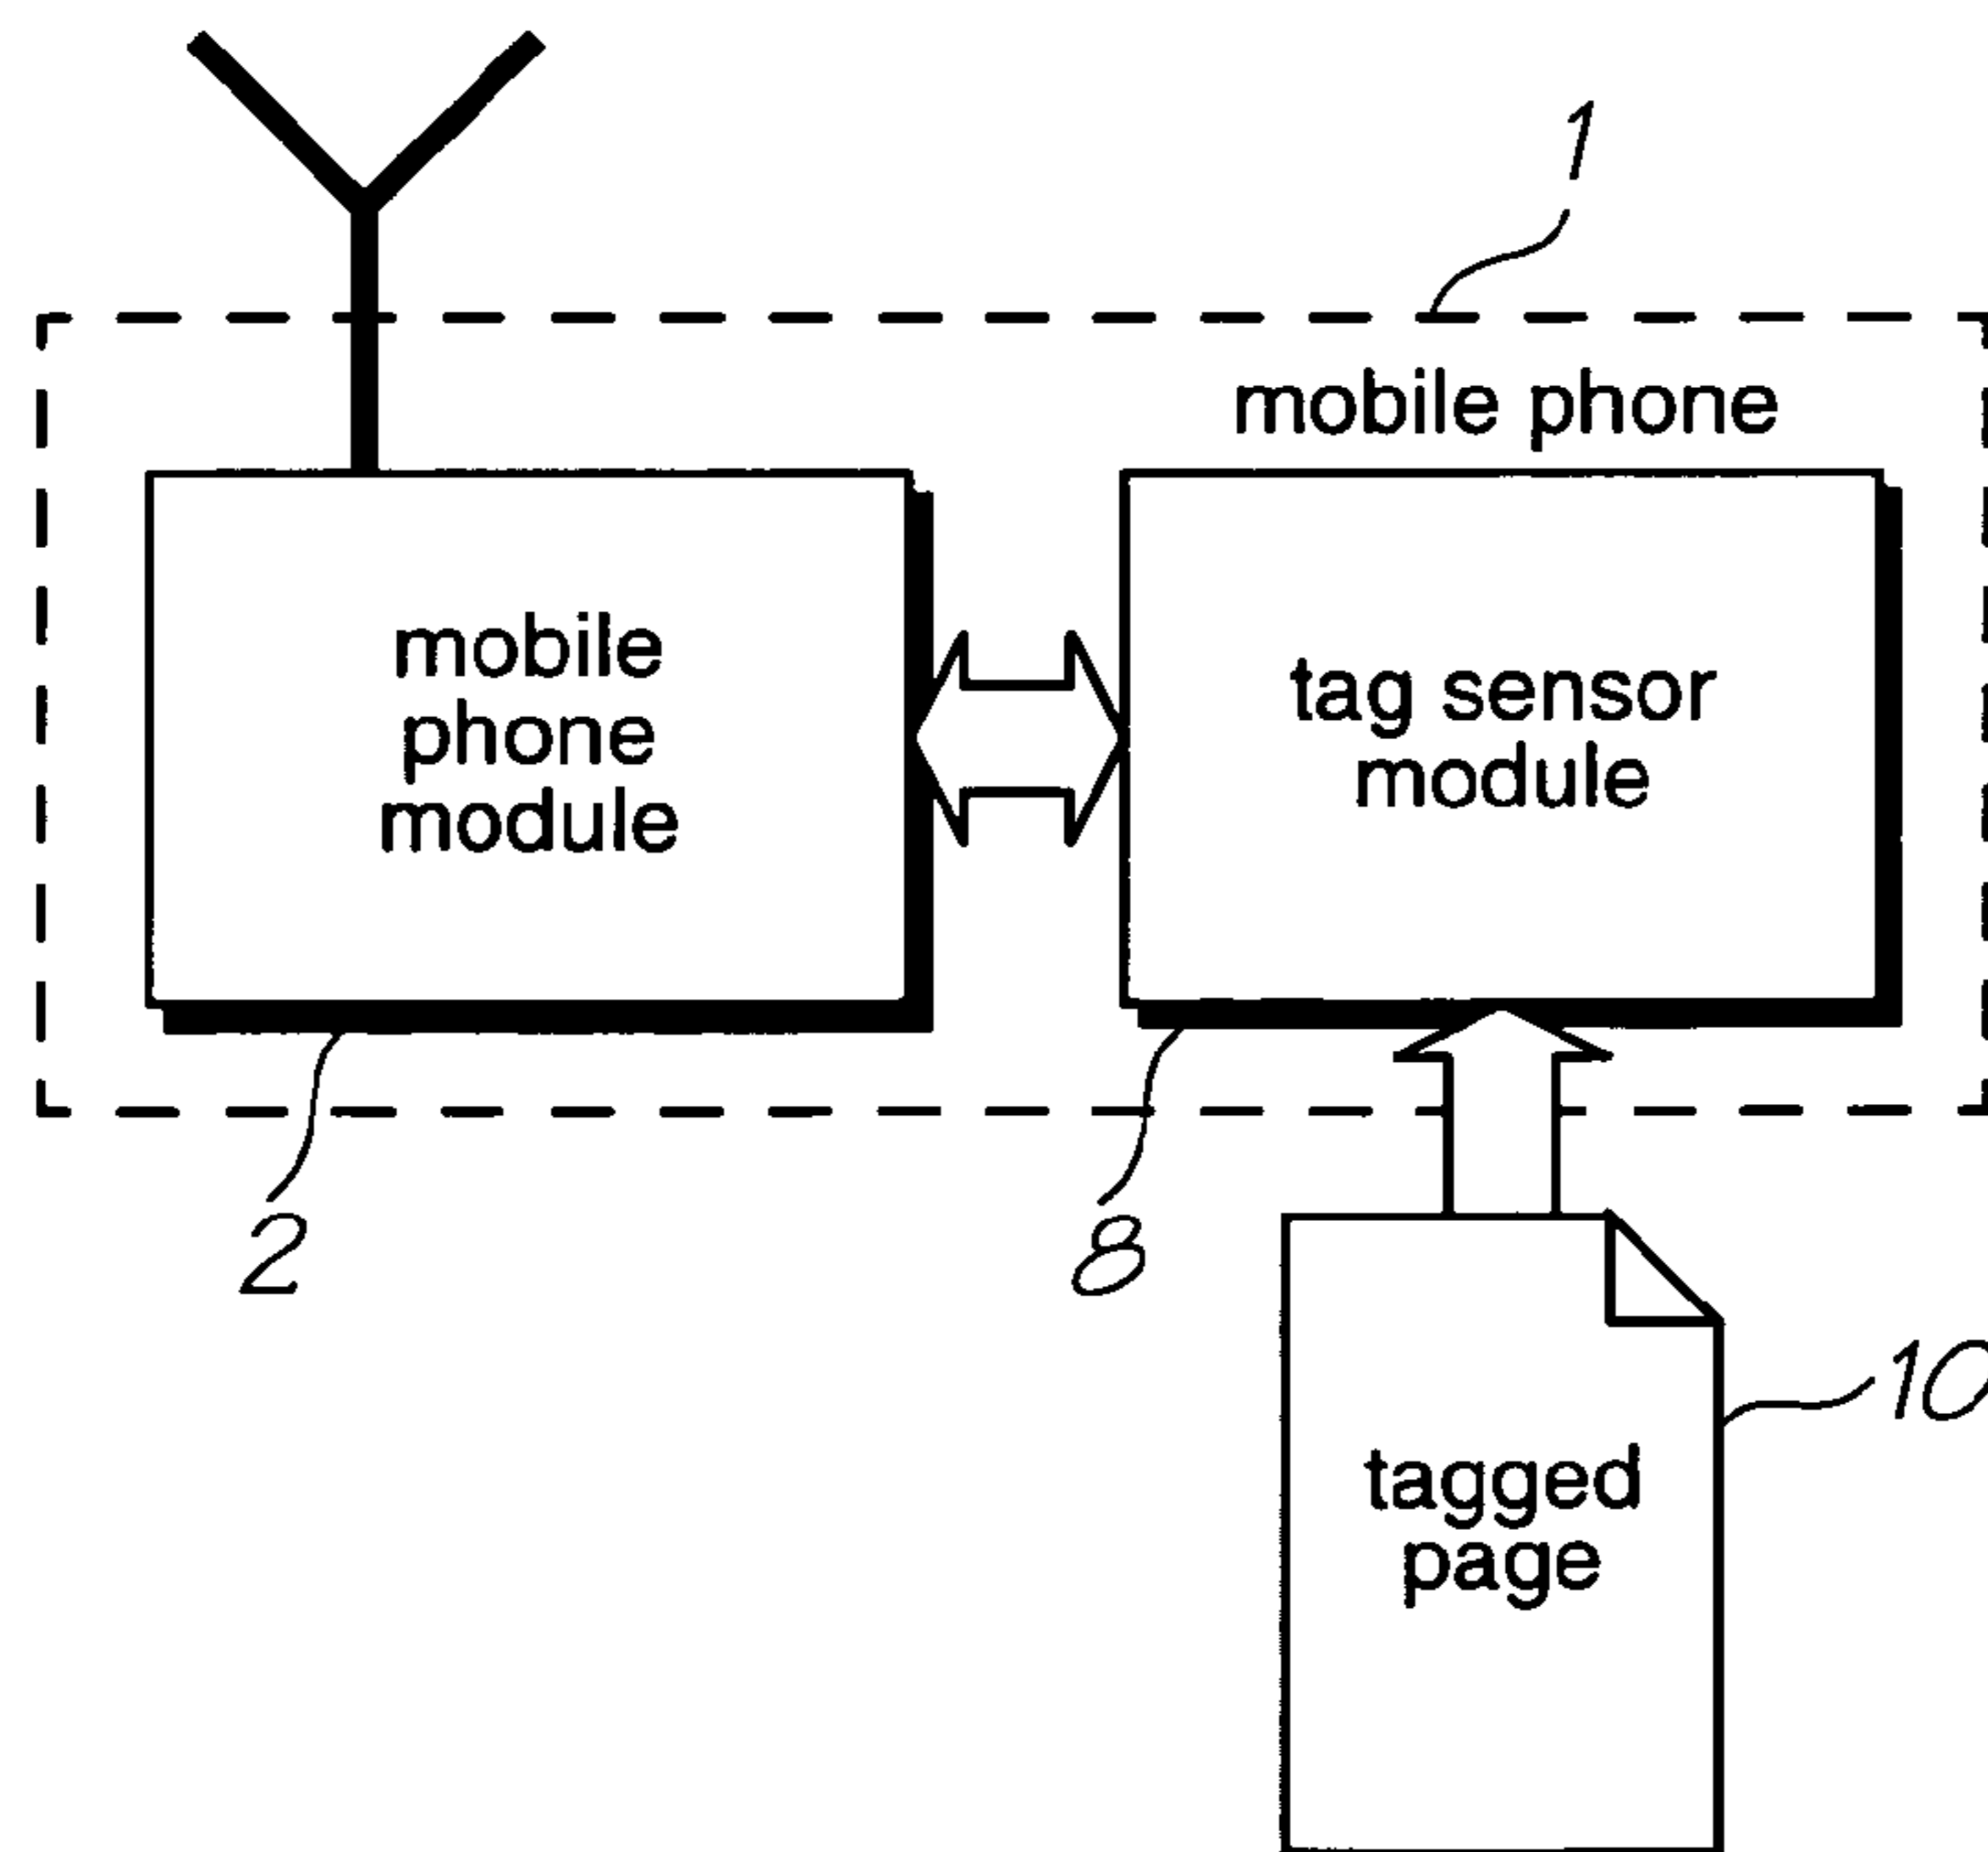 1
mobile phone
mobile
phone
module
tag sensor
module
2
8
10
tagged
page